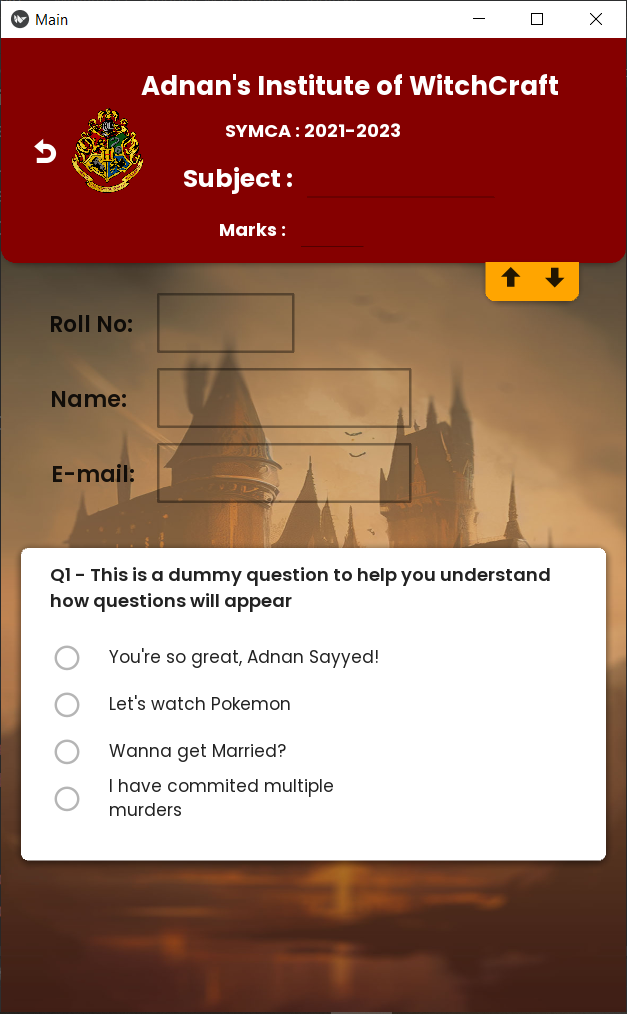 Main
Adnan's Institute of WitchCraft
SYMCA : 2021-2023
Subject :
Marks :
Roll No:
Name:
E-mail:
Q1 - This is a dummy question to help you understand
how questions will appear
You're so great, Adnan Sayyed!
Let's watch Pokemon
Wanna get Married?
I have commited multiple
murders